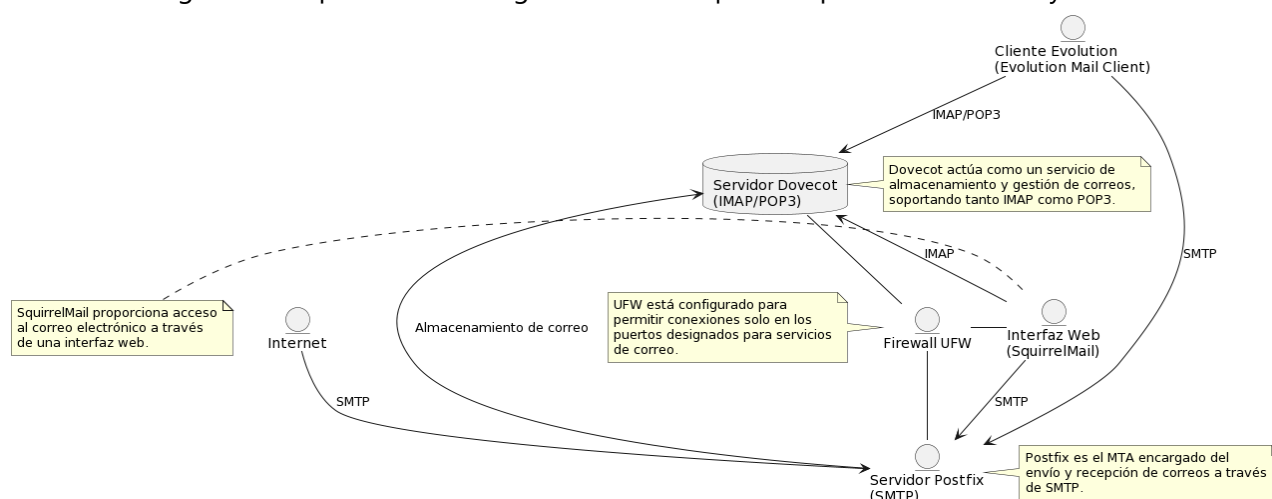 Cliente Evolution
(Evolution Mail Client)
IMAP/POP3
Servidor Dovecot
(IMAP/POP3)
Dovecot actúa como un servicio de
almacenamiento y gestión de correos,
soportando tanto IMAP como POP3.
IMAP
SMTP
SquirrelMail proporciona acceso
al correo electrónico a través
de una interfaz web.
Internet
Almacenamiento de correo
UFW está configurado para
permitir conexiones solo en los
puertos designados para servicios
de correo.
Firewall UFW
Interfaz Web
(SquirrelMail)
SMTP
SMTP
Servidor Postfix
(SMTP)
Postfix es el MTA encargado del
envío y recepción de correos a través
de SMTP.